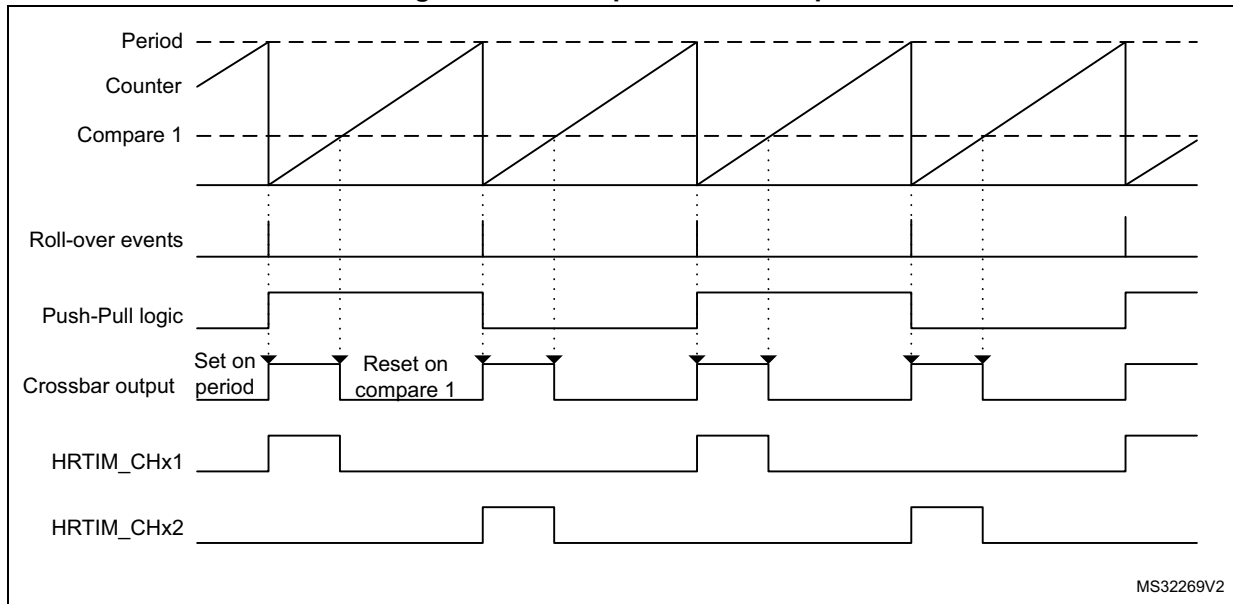 Period
Counter
Compare 1
Roll-over events
Push-Pull logic
Set on
period
Reset on
compare 1
Crossbar output
HRTIM_CHx1
HRTIM_CHx2
MS32269V2